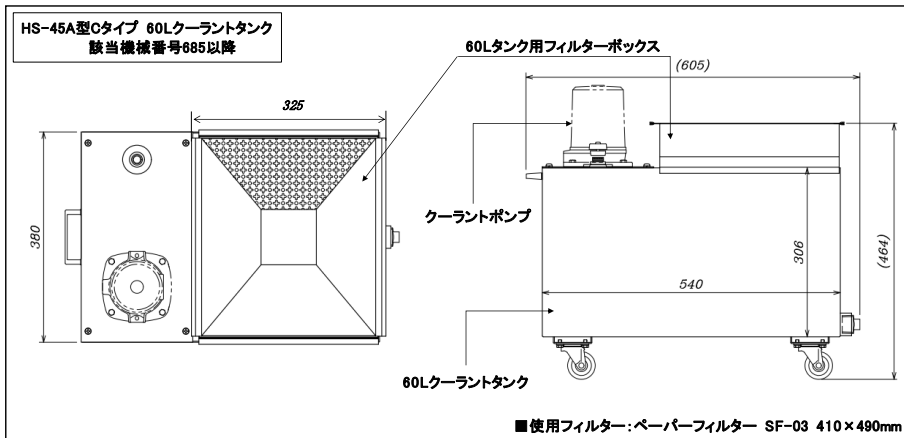 HS-45A型Cタイプ 60Lクーラントタンク
該当機械番号685以降
60Lタンク用フィルターボックス
(605)
325
380
クーラントポンプ
306
(464)
540
60Lクーラントタンク
■使用フィルター:ペーパーフィルター SF-03 410×490mm